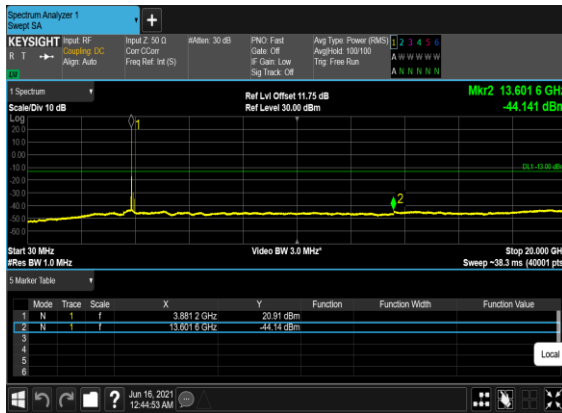 Spectrum Analyzer 1
Swept SA
+
KEYSIGHT Input: RF Input Z: 50 Ω #Atten: 30 dB PNO: Fast Avg Type: Power (RMS) 1 2 3 4 5 6
R T Coupling: DC Corr CCorr Gate: Off Avg|Hold: 100/100 A W W W W W
Align: Auto Freq Ref: Int (S) IF Gain: Low Trig: Free Run
Sig Track: Off A N N N N N
1 Spectrum Ref Lvl Offset 11.75 dB Mkr2 13.601 6 GHz
Scale/Div 10 dB Ref Level 30.00 dBm -44.141 dBm
Log
20.0
10.0
0.00
-10.0
-20.0
-30.0
-40.0
-50.0
-60.0
1
DL1 -13.00 dBm
2
Start 30 MHz Video BW 3.0 MHz* Stop 20.000 GHz
#Res BW 1.0 MHz Sweep ~38.3 ms (40001 pts)
5 Marker Table
Mode Trace Scale X Y Function Function Width Function Value
1 N 1 f 3.881 2 GHz 20.91 dBm
2 N 1 f 13.601 6 GHz -44.14 dBm
3
4
5
6
Local
? Jun 16, 2021
12:44:53 AM